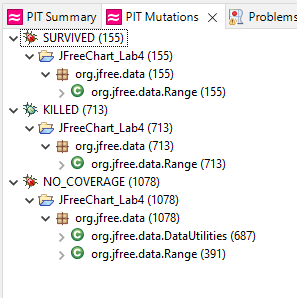 PIT Summary PIT Mutations Problems
SURVIVED (155)
JFreeChart_Lab4 (155)
org.jfree.data (155)
org.jfree.data.Range (155)
KILLED (713)
JFreeChart_Lab4 (713)
org.jfree.data (713)
org.jfree.data.Range (713)
NO_COVERAGE (1078)
JFreeChart_Lab4 (1078)
org.jfree.data (1078)
org.jfree.data.DataUtilities (687)
org.jfree.data.Range (391)